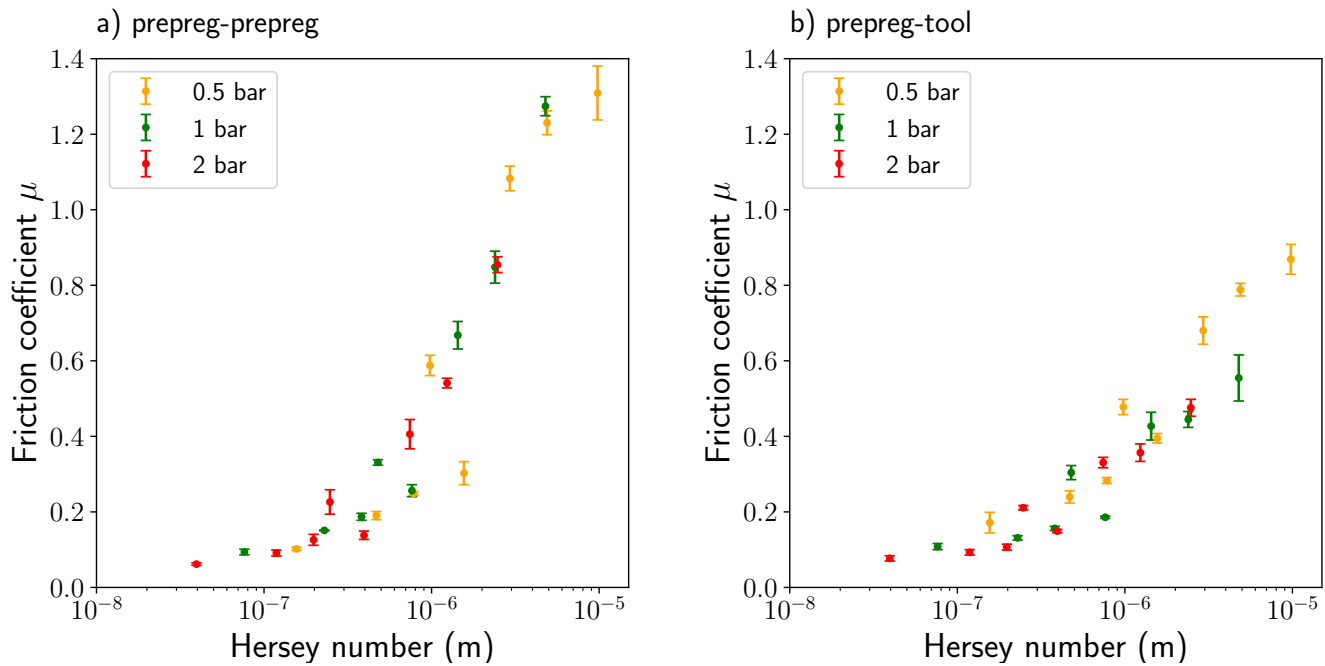 a) prepreg-prepreg
1.4
1.2
1.0
0.8
0.6
0.4
0.2
0.0
Friction coefficient μ
0.5 bar
1 bar
2 bar
10⁻⁸
10⁻⁷
10⁻⁶
10⁻⁵
Hersey number (m)
b) prepreg-tool
1.4
1.2
1.0
0.8
0.6
0.4
0.2
0.0
Friction coefficient μ
0.5 bar
1 bar
2 bar
10⁻⁸
10⁻⁷
10⁻⁶
10⁻⁵
Hersey number (m)